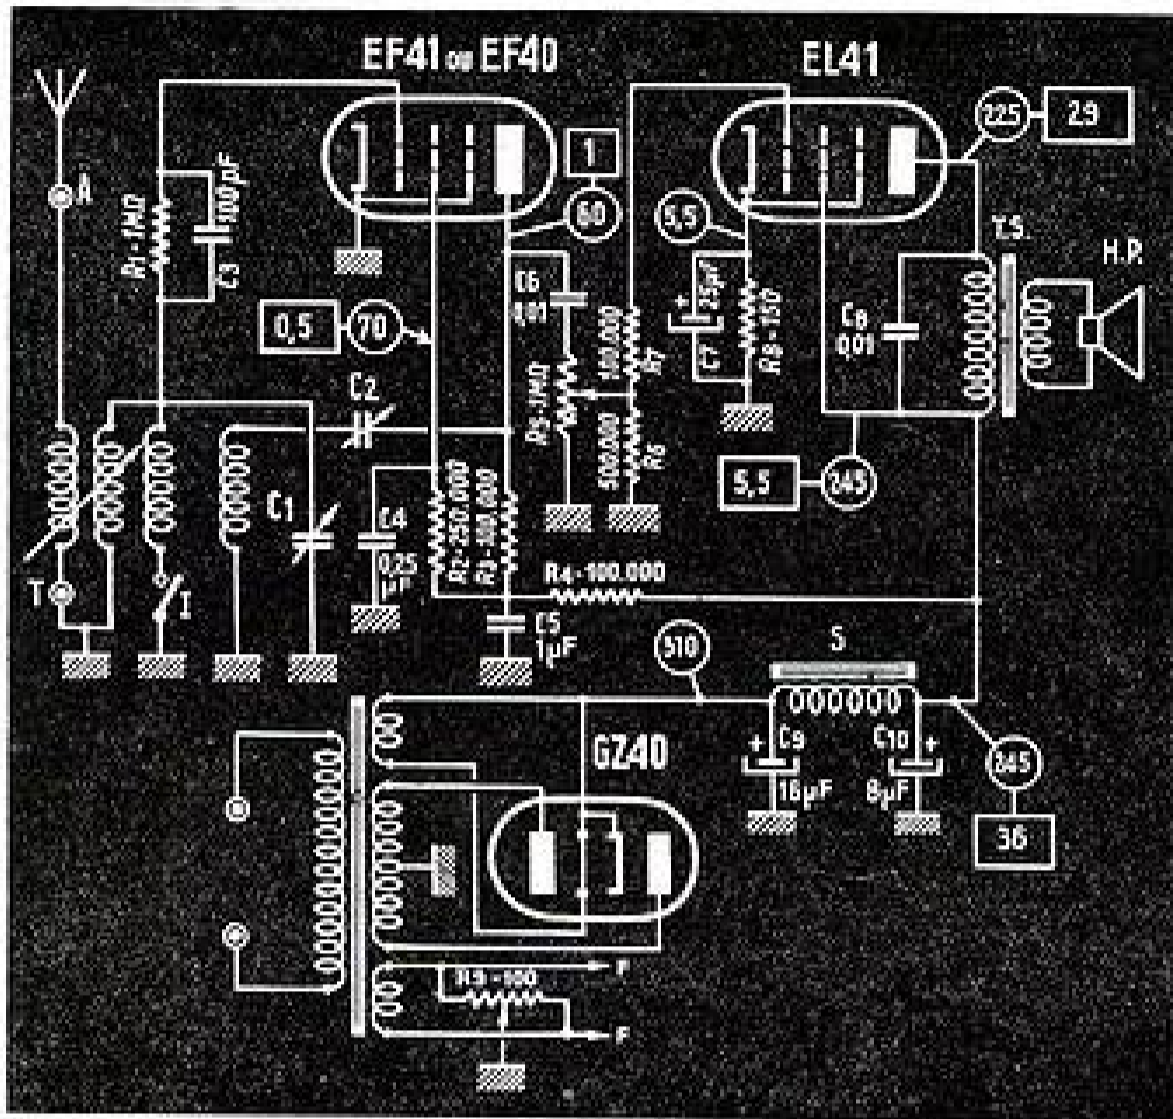 EF41 ou EF40
EL41
225
29
A
R1-1MΩ
100pF
C3
1
60
5,5
T.S.
H.P.
0,5
70
C6
0,01
R5-1MΩ
100.000
R7
500.000
R6
25µF
C7
R8-150
C8
0,01
C2
C1
5,5
245
C4
0,25
µF
R2-250.000
R3-100.000
R4-100.000
T
I
C5
1µF
310
S
GZ40
C9
16µF
C10
8µF
245
36
R9-100
F
F